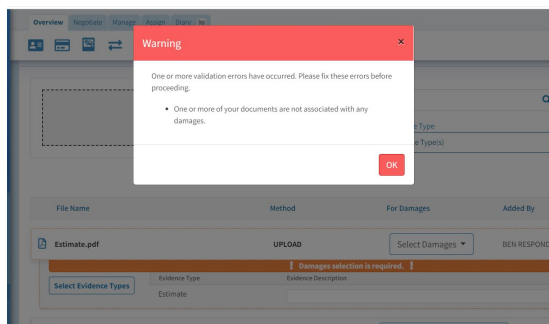 Overview Negotiate Manage Assign Diary
Warning ×
One or more validation errors have occurred. Please fix these errors before
proceeding.
• One or more of your documents are not associated with any
damages.
e Type
e Type(s)
OK
File Name Method For Damages Added By
Estimate.pdf UPLOAD Select Damages BEN RESPOND
! Damages selection is required. !
Select Evidence Types
Evidence Type Evidence Description
Estimate